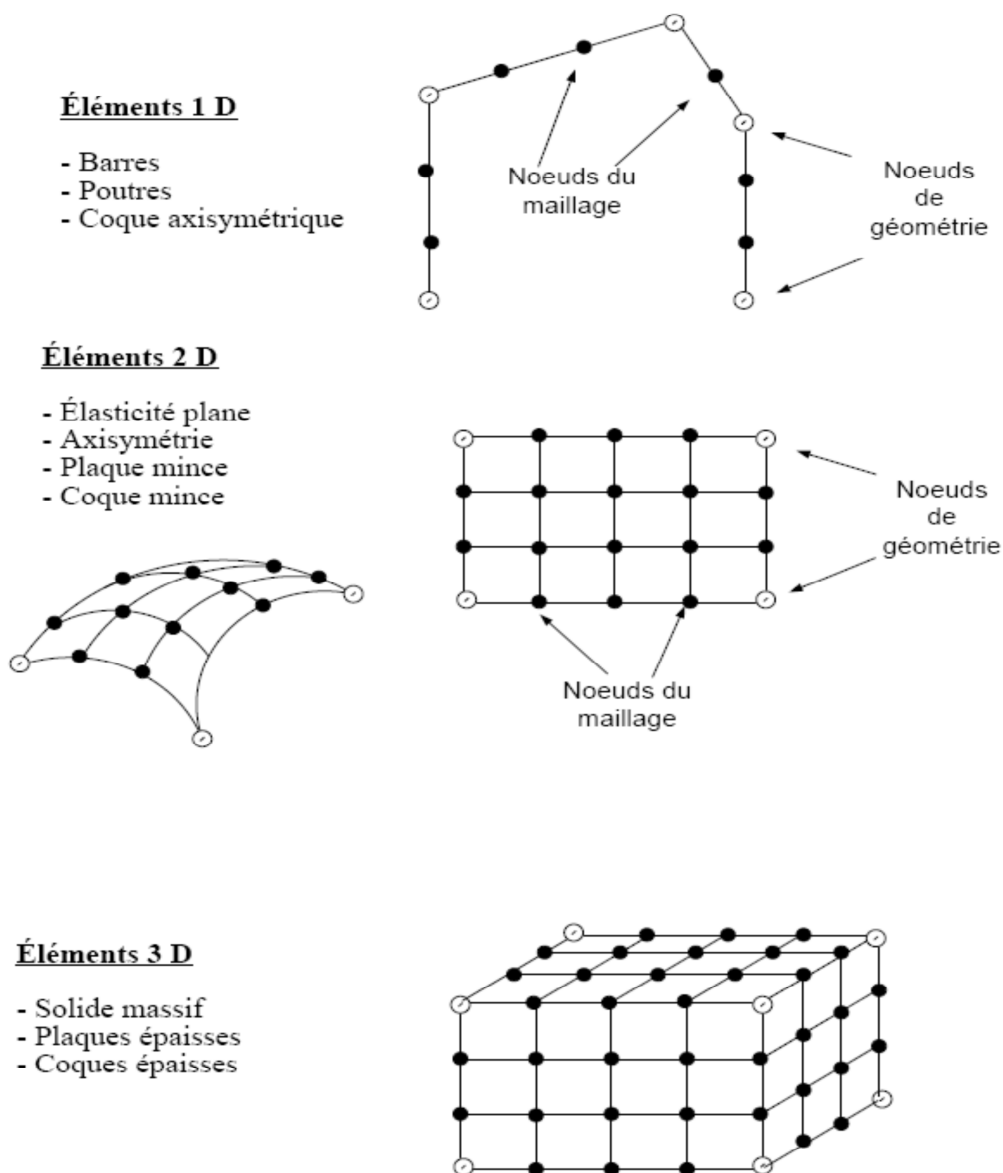 Éléments 1 D
- Barres
- Poutres
- Coque axisymétrique
Noeuds du
maillage
Noeuds
de
géométrie
Éléments 2 D
- Élasticité plane
- Axisymétrie
- Plaque mince
- Coque mince
Noeuds
de
géométrie
Noeuds du
maillage
Éléments 3 D
- Solide massif
- Plaques épaisses
- Coques épaisses